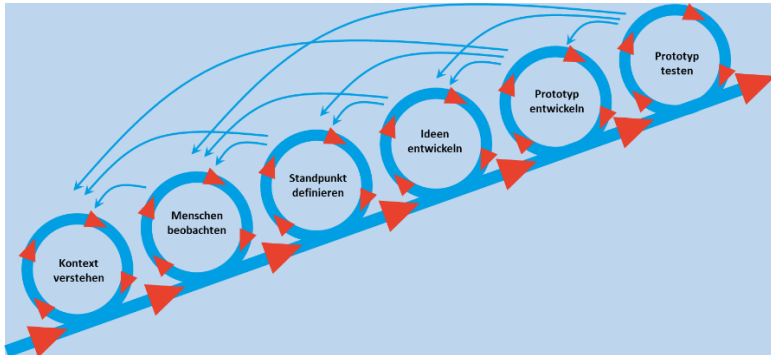 Kontext
verstehen
Menschen
beobachten
Standpunkt
definieren
Ideen
entwickeln
Prototyp
entwickeln
Prototyp
testen